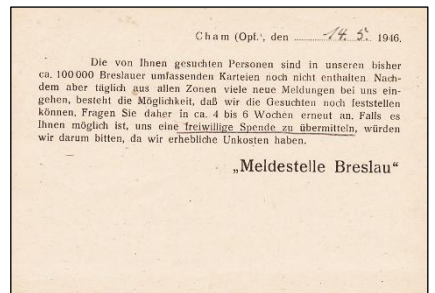 Cham (Opf.', den 14. 5. 1946.
Die von Ihnen gesuchten Personen sind in unseren bisher
ca. 100 000 Breslauer umfassenden Karteien noch nicht enthalten. Nach-
dem aber täglich aus allen Zonen viele neue Meldungen bei uns ein-
gehen, besteht die Möglichkeit, daß wir die Gesuchten noch feststellen
können. Fragen Sie daher in ca. 4 bis 6 Wochen erneut an. Falls es
Ihnen möglich ist, uns eine freiwillige Spende zu übermitteln, würden
wir darum bitten, da wir erhebliche Unkosten haben.
„Meldestelle Breslau“